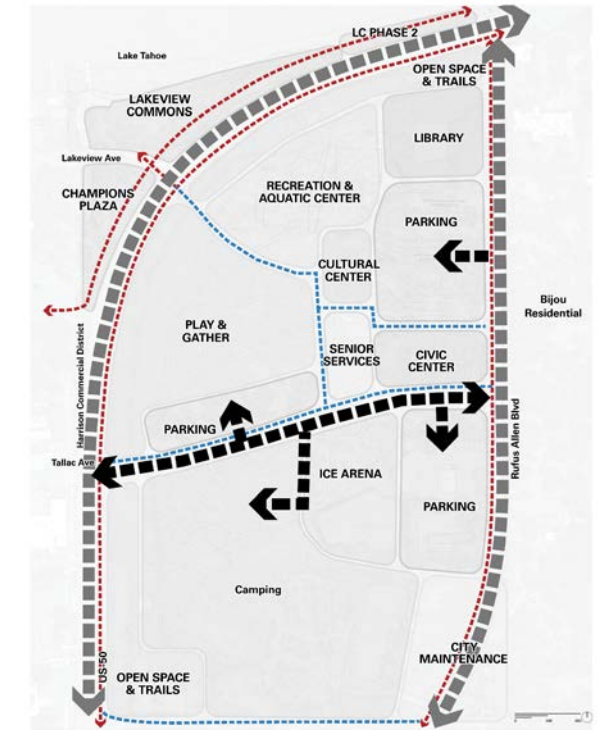 LC PHASE 2
Lake Tahoe
OPEN SPACE
& TRAILS
LAKEVIEW
COMMONS
LIBRARY
Lakeview Ave
CHAMPIONS
PLAZA
RECREATION &
AQUATIC CENTER
PARKING
CULTURAL
CENTER
Bijou
Residential
PLAY &
GATHER
SENIOR
SERVICES
CIVIC
CENTER
Harrison Commercial District
PARKING
Rufus Allen Blvd
Tallac Ave
ICE ARENA
PARKING
Camping
CITY
MAINTENANCE
US 50
OPEN SPACE
& TRAILS